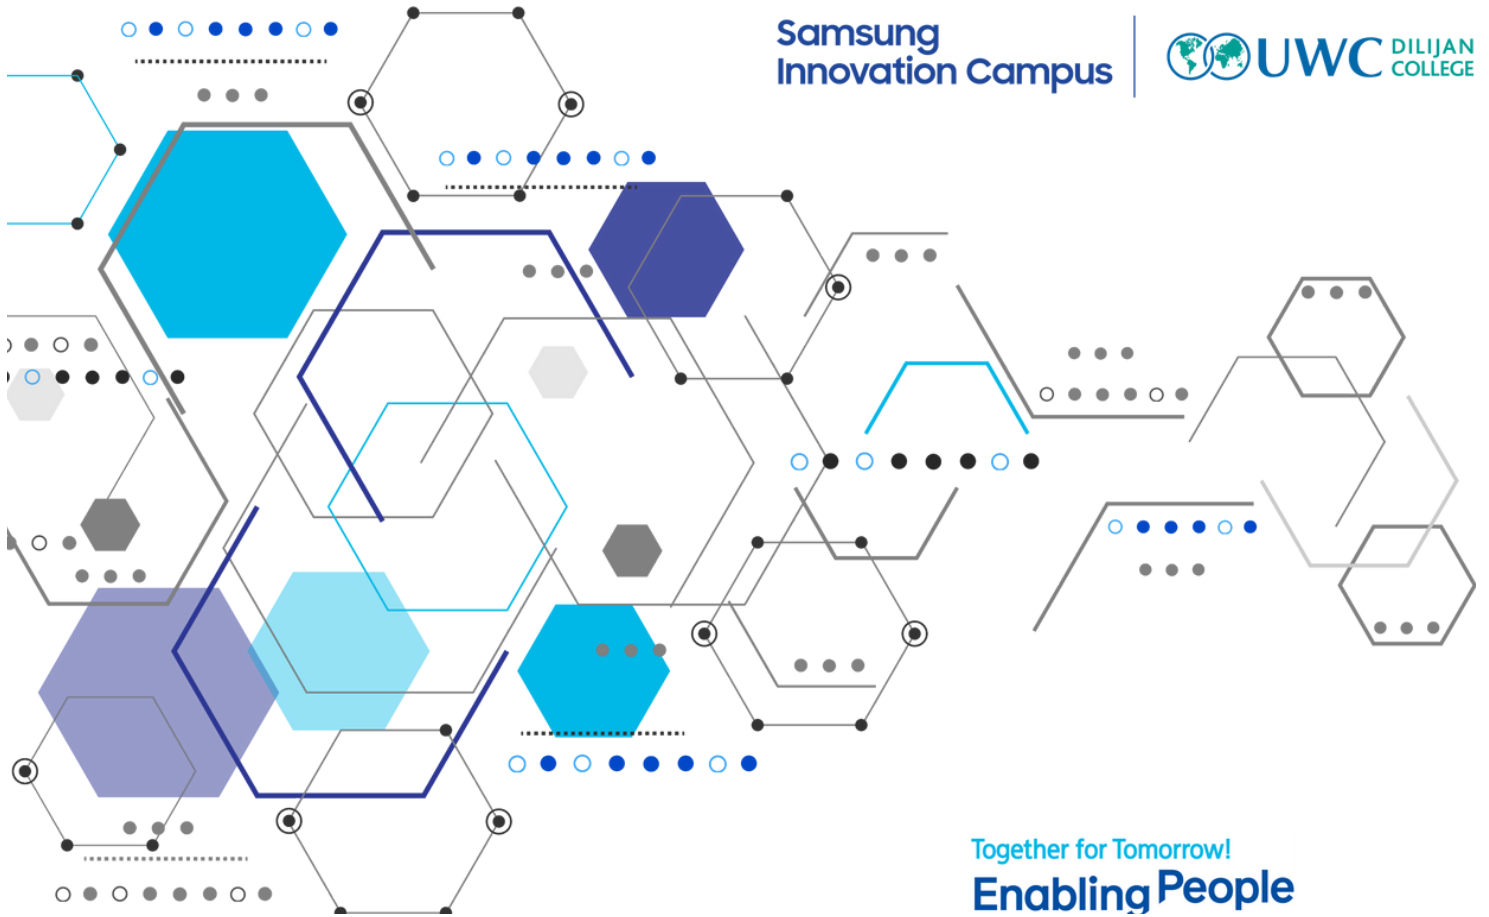 Samsung
Innovation Campus
UWC DILIJAN
COLLEGE
Together for Tomorrow!
Enabling People